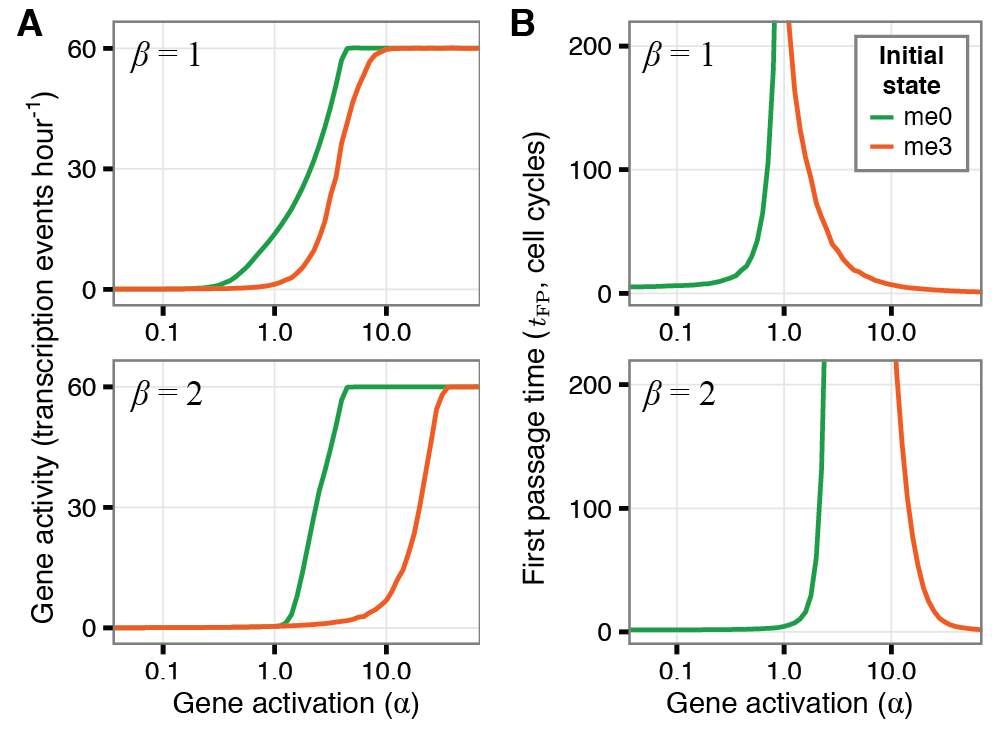 A
Gene activity (transcription events hour-1)
β = 1
60
30
0
0.1 1.0 10.0
β = 2
60
30
0
0.1 1.0 10.0
Gene activation (α)
B
First passage time (tFP, cell cycles)
β = 1
Initial
state
me0
me3
200
100
0
0.1 1.0 10.0
β = 2
200
100
0
0.1 1.0 10.0
Gene activation (α)